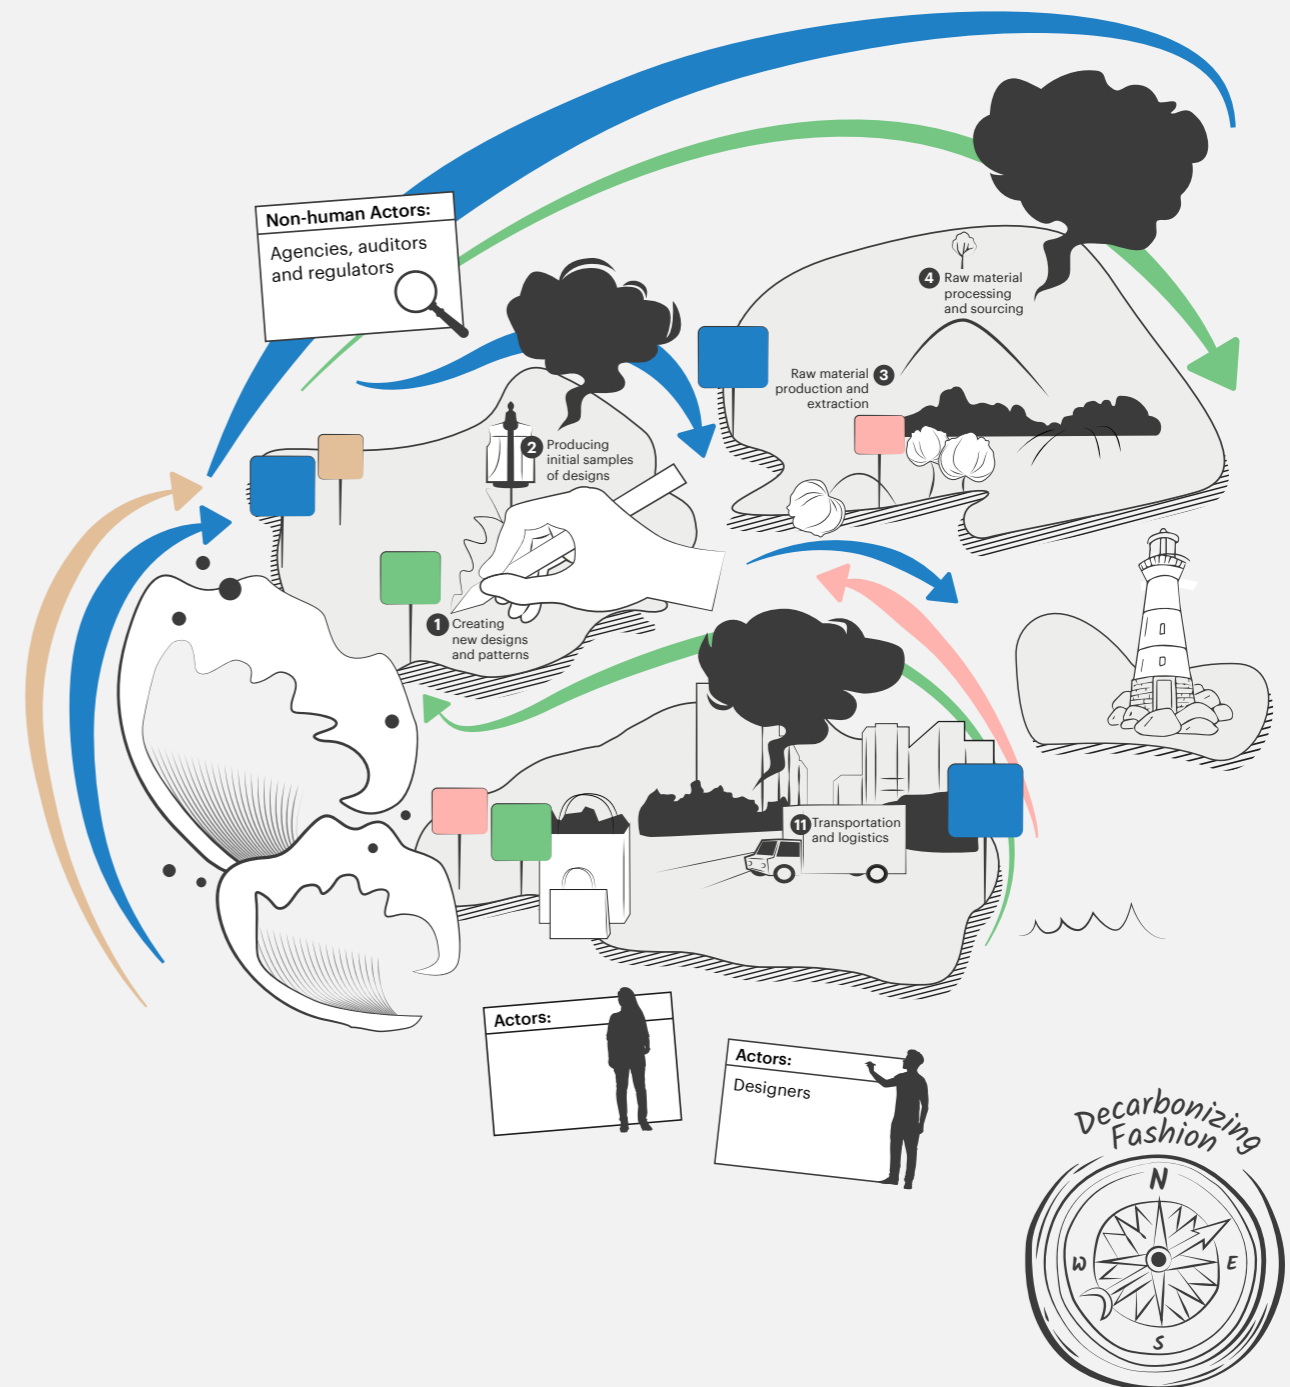 Non-human Actors:
Agencies, auditors
and regulators
4 Raw material
processing
and sourcing
Raw material 3
production and
extraction
2 Producing
initial samples
of designs
1 Creating
new designs
and patterns
11 Transportation
and logistics
Actors:
Actors:
Designers
Decarbonizing
Fashion
N
W
E
S